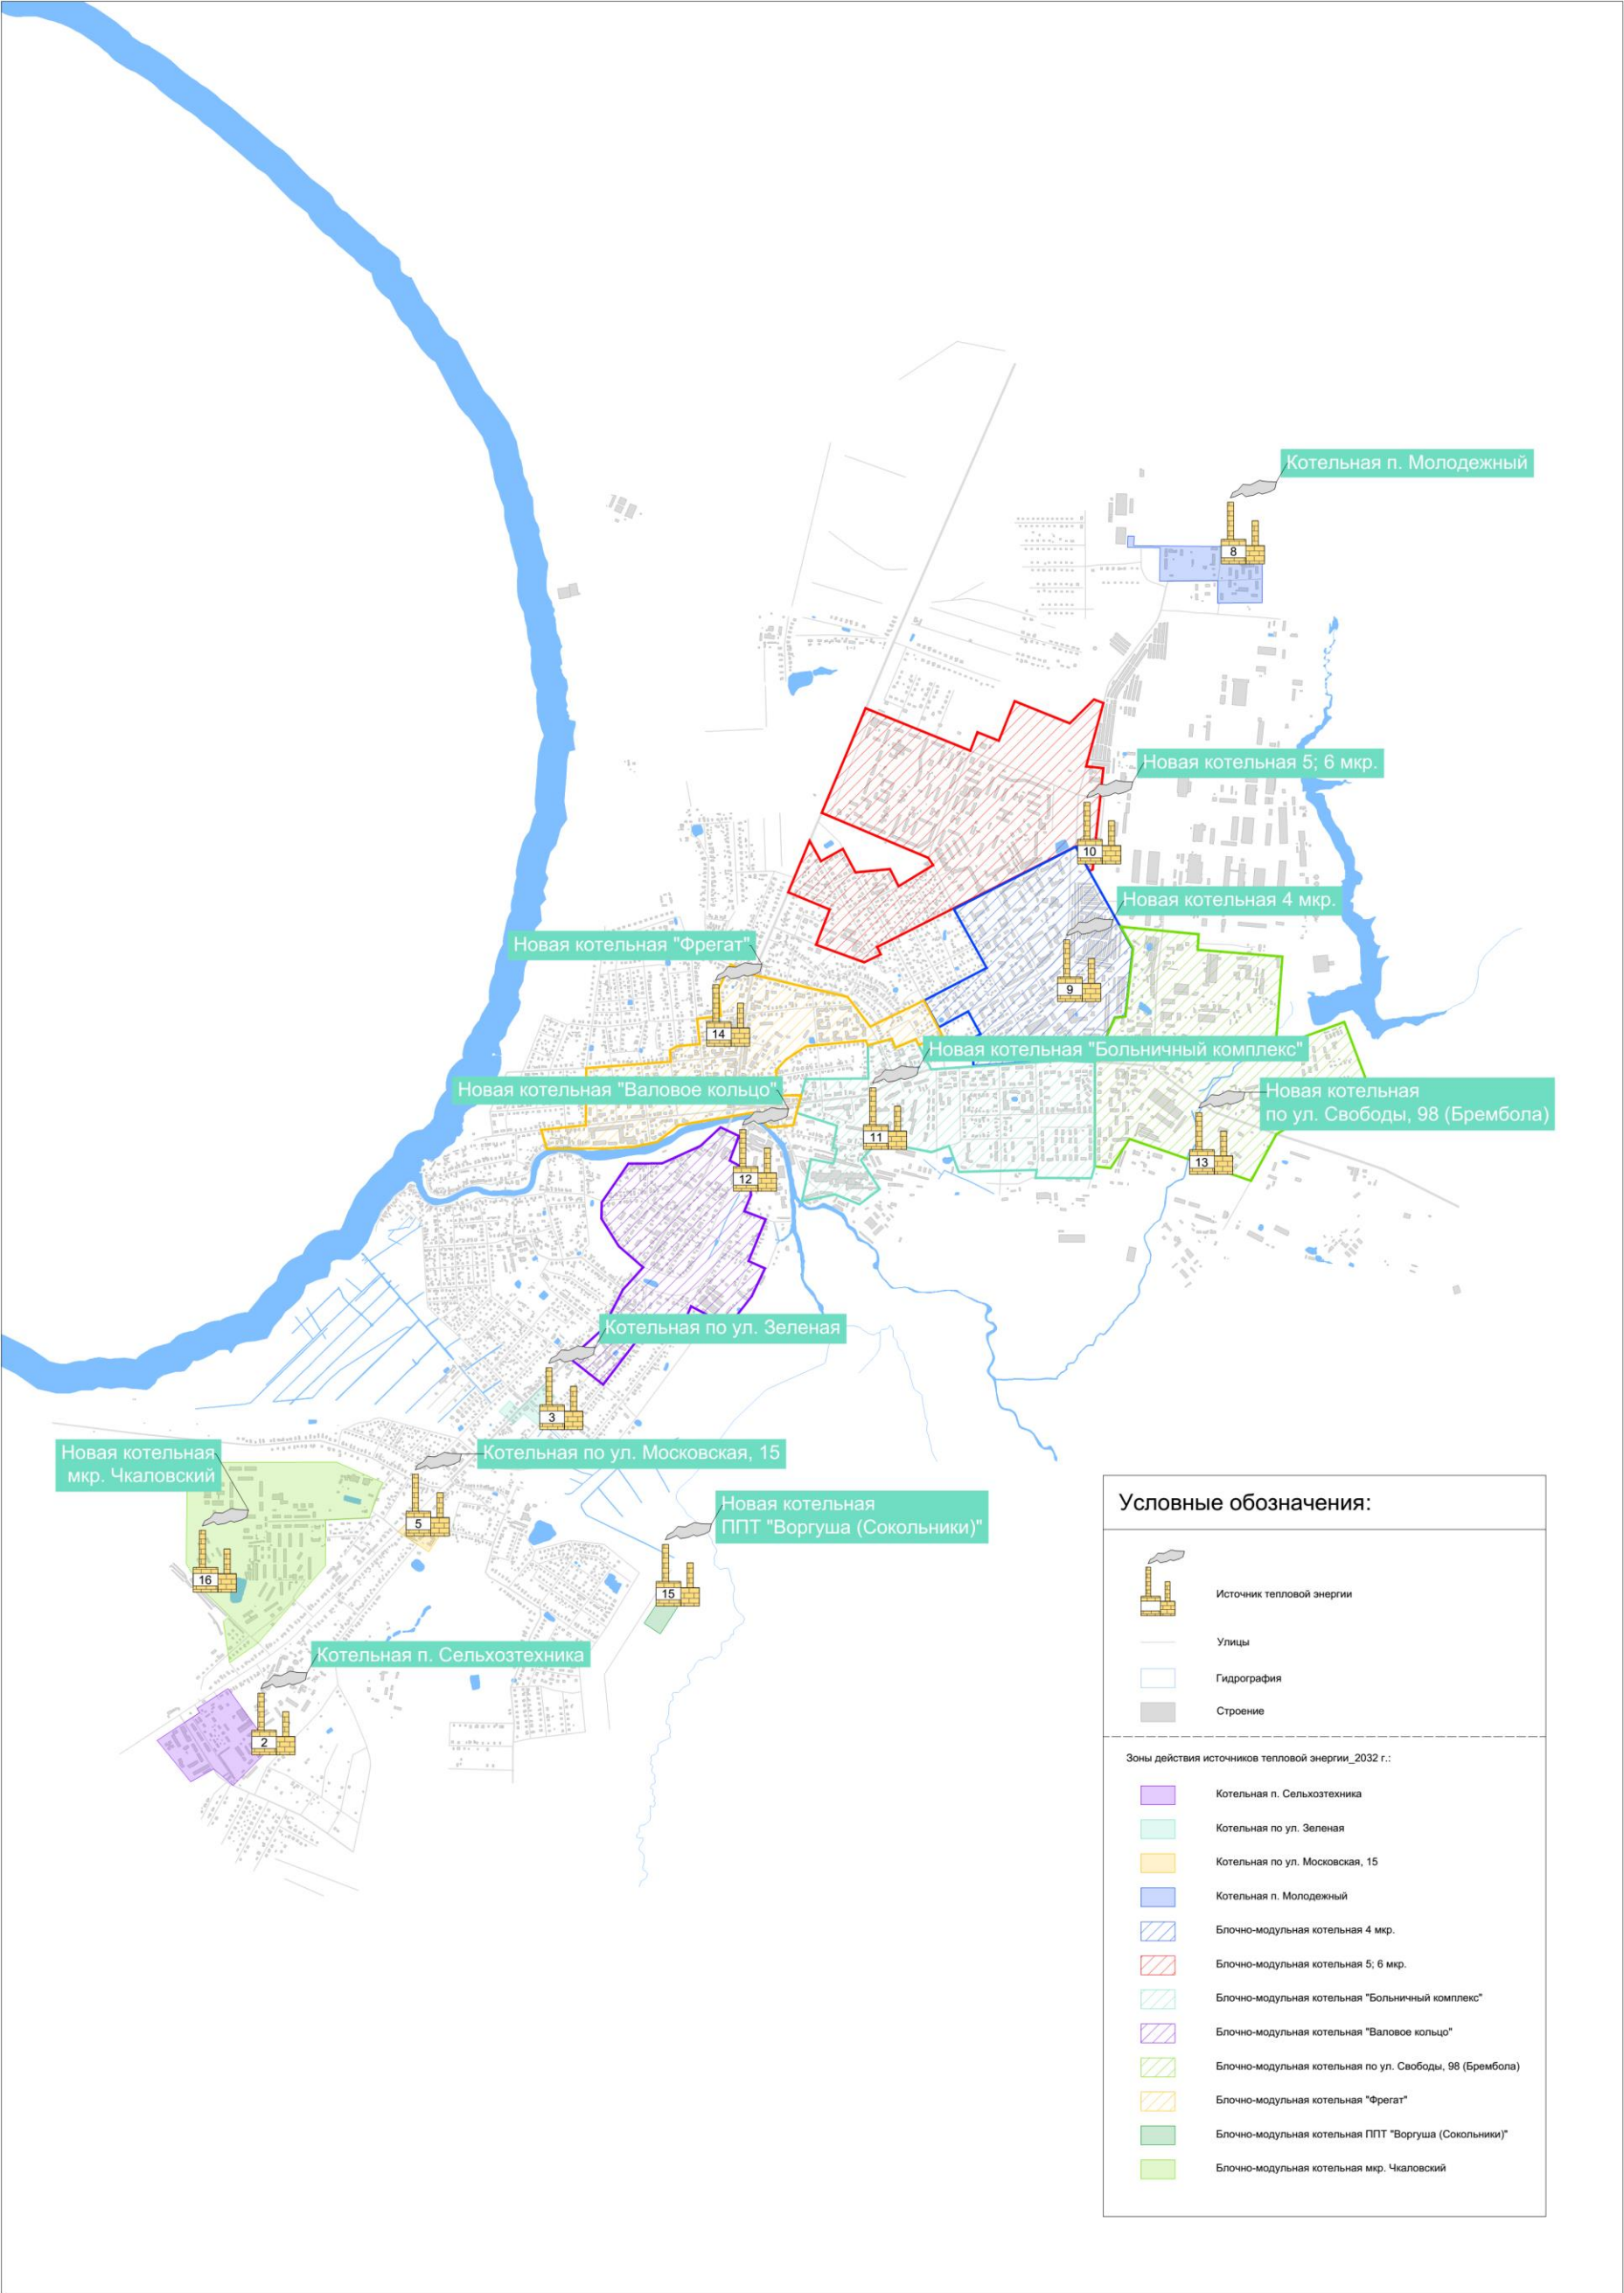 Котельная п. Молодежный
8
Новая котельная 5; 6 мкр.
10
Новая котельная 4 мкр.
9
Новая котельная "Фрегат"
14
Новая котельная "Больничный комплекс"
11
Новая котельная "Валовое кольцо"
12
Новая котельная
по ул. Свободы, 98 (Брембола)
13
Котельная по ул. Зеленая
3
Новая котельная
мкр. Чкаловский
16
Котельная по ул. Московская, 15
5
Новая котельная
ППТ "Воргуша (Сокольники)"
15
Котельная п. Сельхозтехника
2
Условные обозначения:
Источник тепловой энергии
Улицы
Гидрография
Строение
Зоны действия источников тепловой энергии_2032 г.:
Котельная п. Сельхозтехника
Котельная по ул. Зеленая
Котельная по ул. Московская, 15
Котельная п. Молодежный
Блочно-модульная котельная 4 мкр.
Блочно-модульная котельная 5; 6 мкр.
Блочно-модульная котельная "Больничный комплекс"
Блочно-модульная котельная "Валовое кольцо"
Блочно-модульная котельная по ул. Свободы, 98 (Брембола)
Блочно-модульная котельная "Фрегат"
Блочно-модульная котельная ППТ "Воргуша (Сокольники)"
Блочно-модульная котельная мкр. Чкаловский